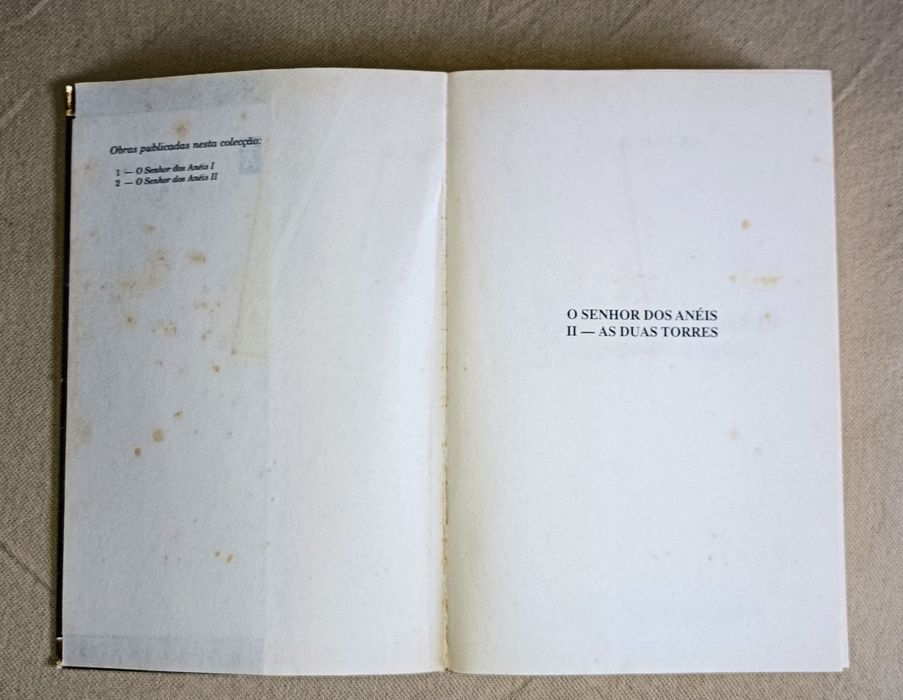 Obras publicadas nesta colecção:
1 — O Senhor dos Anéis I
2 — O Senhor dos Anéis II
O SENHOR DOS ANÉIS
II — AS DUAS TORRES